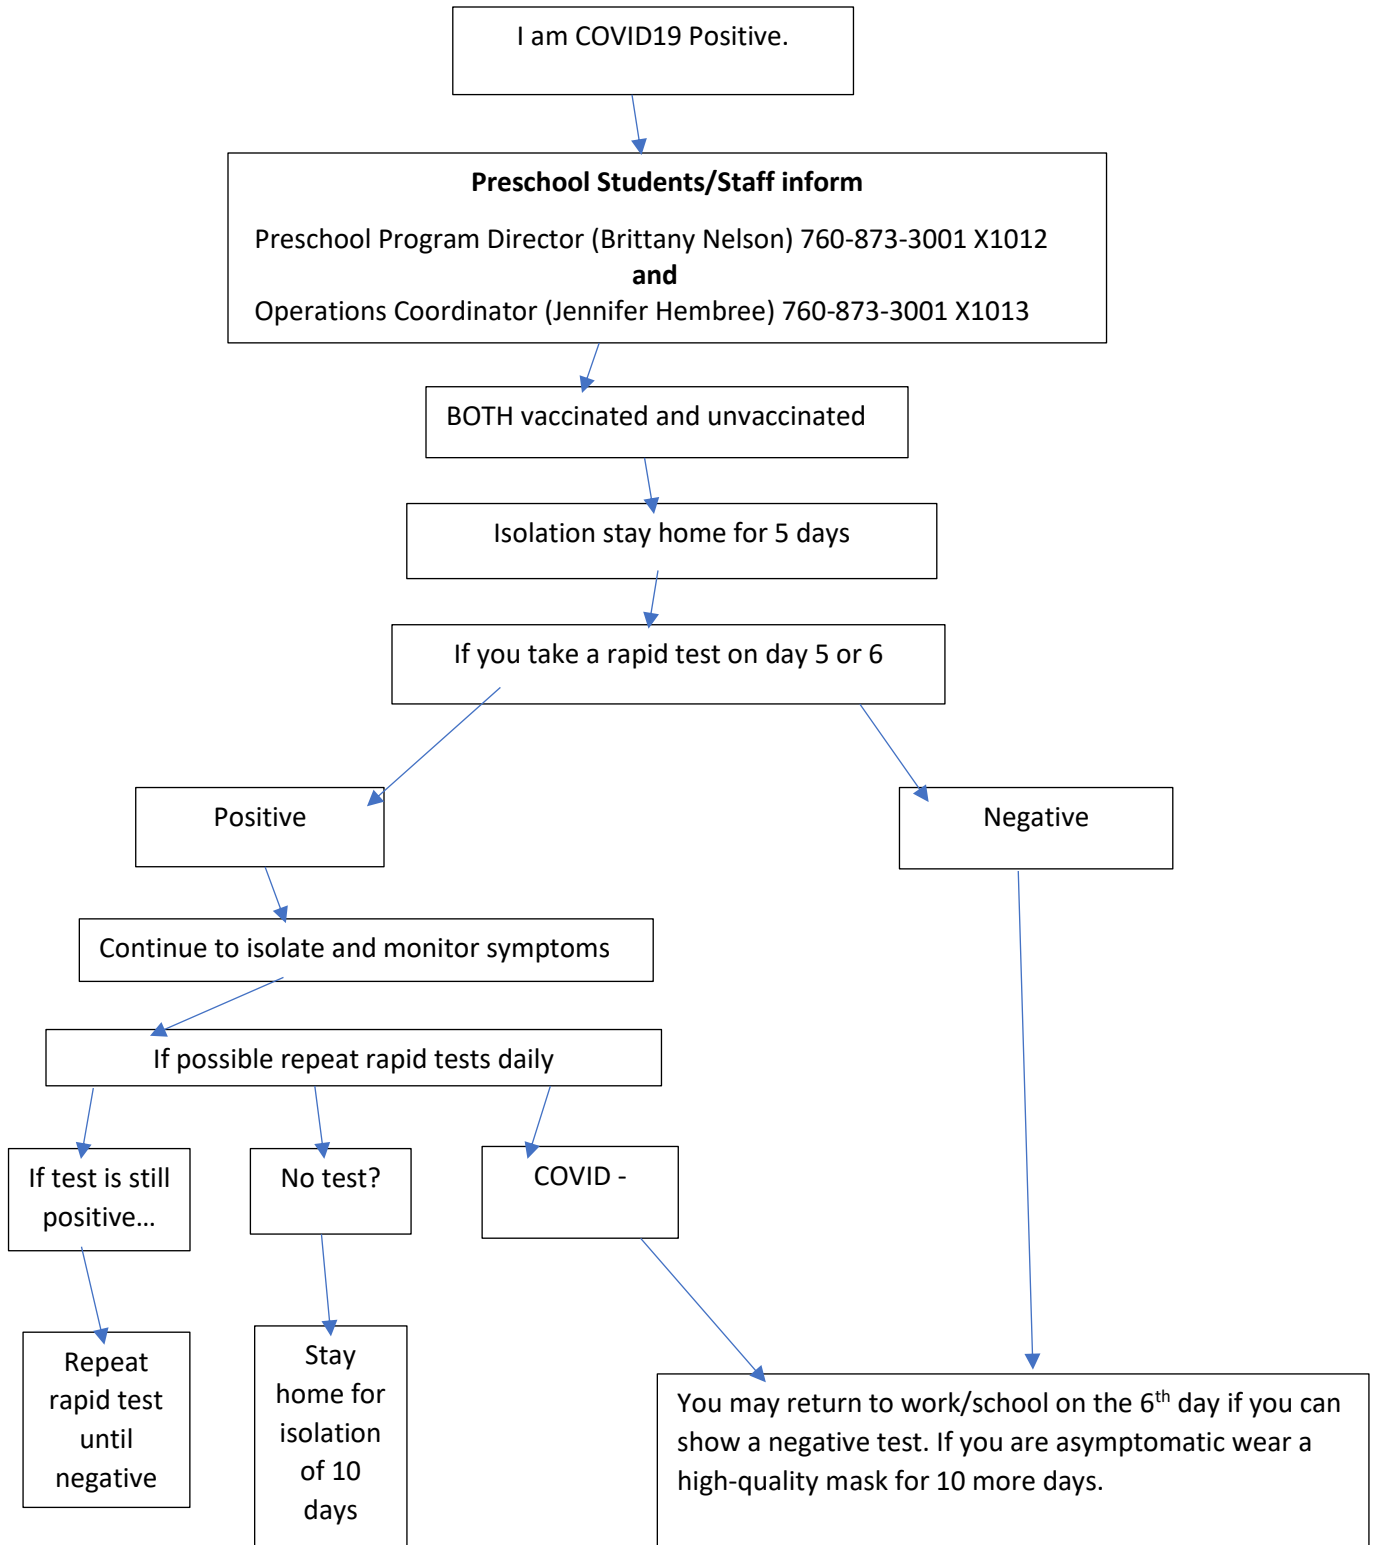 I am COVID19 Positive.
Preschool Students/Staff inform
Preschool Program Director (Brittany Nelson) 760-873-3001 X1012
and
Operations Coordinator (Jennifer Hembree) 760-873-3001 X1013
BOTH vaccinated and unvaccinated
Isolation stay home for 5 days
If you take a rapid test on day 5 or 6
Positive
Negative
Continue to isolate and monitor symptoms
If possible repeat rapid tests daily
If test is still
positive…
No test?
COVID -
Repeat
rapid test
until
negative
Stay
home for
isolation
of 10
days
You may return to work/school on the 6th day if you can
show a negative test. If you are asymptomatic wear a
high-quality mask for 10 more days.